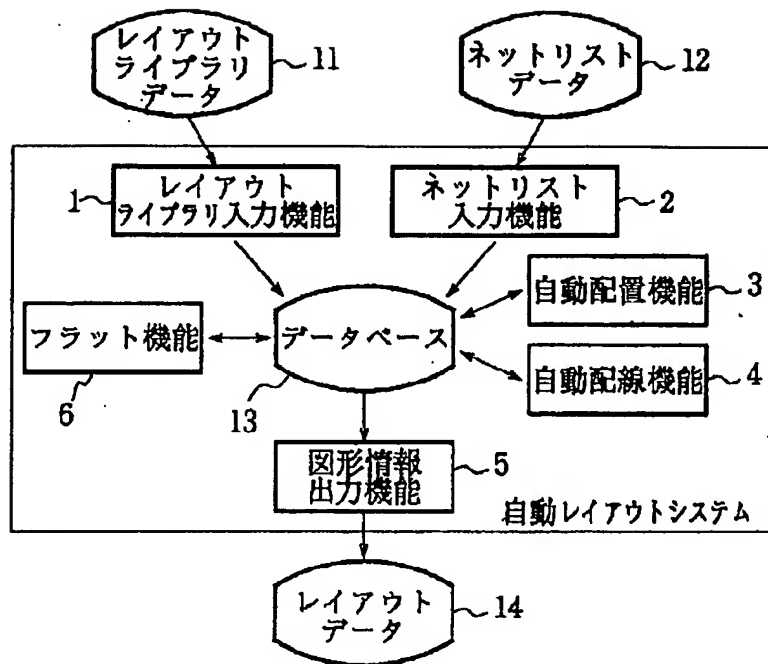 レイアウト
ライブラリ
データ
11
ネットリスト
データ
12
1
レイアウト
ライブラリ入力機能
ネットリスト
入力機能
2
自動配置機能
3
フラット機能
6
データベース
13
自動配線機能
4
図形情報
出力機能
5
自動レイアウトシステム
レイアウト
データ
14